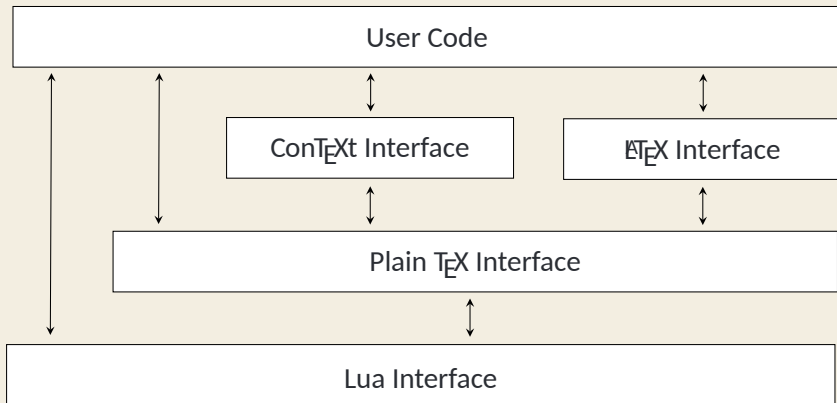 User Code
ConTEXt Interface
LATEX Interface
Plain TEX Interface
Lua Interface